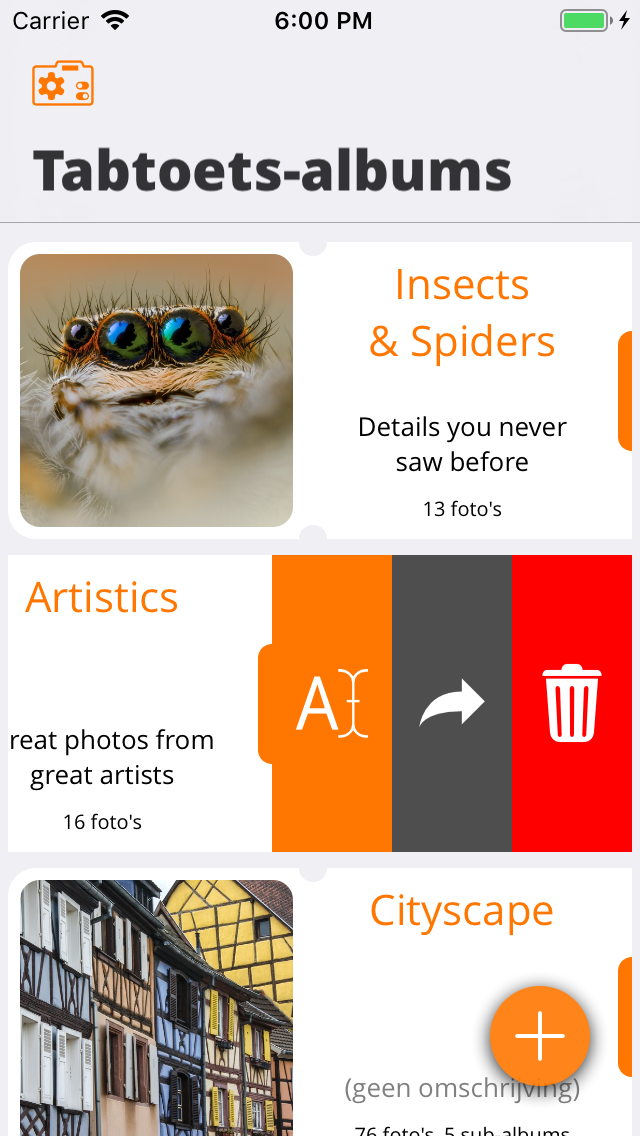 Carrier 6:00 PM
Tabtoets-albums
Insects
& Spiders
Details you never
saw before
13 foto's
Artistics
reat photos from
great artists
16 foto's
A
Cityscape
(geen omschrijving)
76 foto's, 5 sub-albums